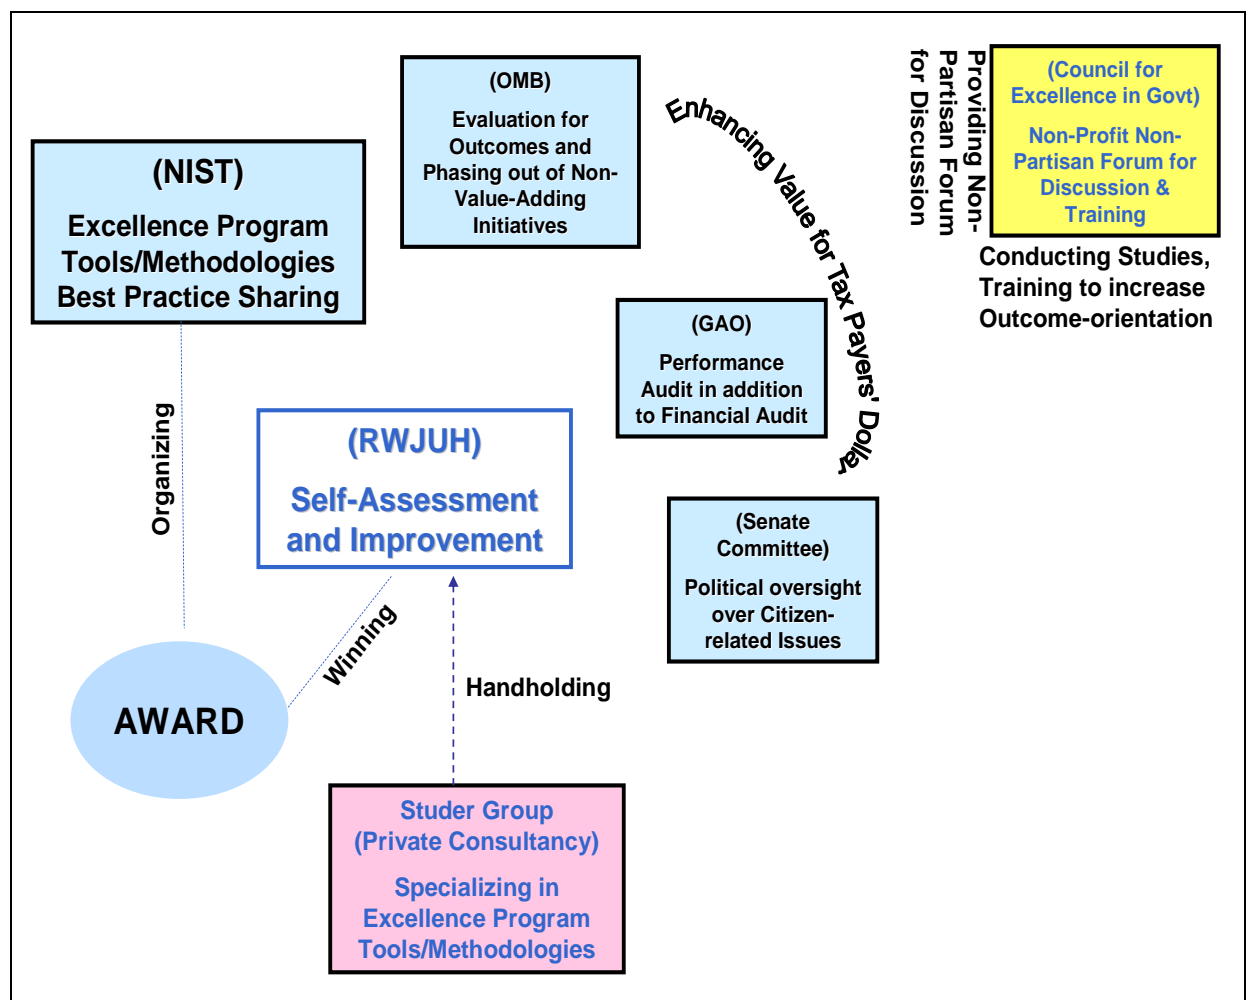 (OMB)
Evaluation for
Outcomes and
Phasing out of Non-
Value-Adding
Initiatives
Enhancing Value for Tax Payers' Dollar
Providing Non-
Partisan Forum
for Discussion
(Council for
Excellence in Govt)
Non-Profit Non-
Partisan Forum for
Discussion &
Training
Conducting Studies,
Training to increase
Outcome-orientation
(NIST)
Excellence Program
Tools/Methodologies
Best Practice Sharing
(GAO)
Performance
Audit in addition
to Financial Audit
Organizing
(RWJUH)
Self-Assessment
and Improvement
(Senate
Committee)
Political oversight
over Citizen-
related Issues
Winning
Handholding
AWARD
Studer Group
(Private Consultancy)
Specializing in
Excellence Program
Tools/Methodologies